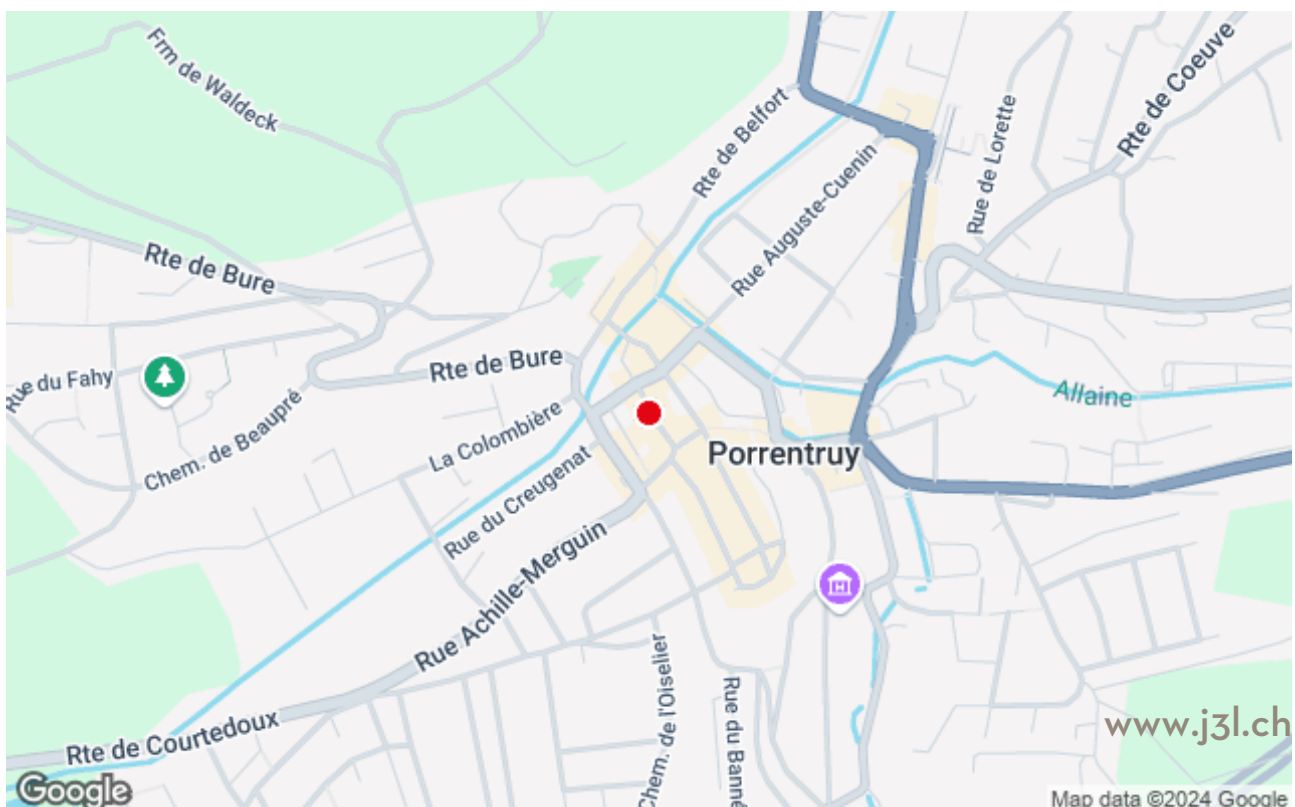 Frm de Waldeck
Rte de Belfort
Rue de Lorette
Rte de Coeuve
Rue Auguste-Cuenin
Rte de Bure
Rte de Bure
Rue du Fahy
Allaine
Chem. de Beaupré
La Colombière
Porrentruy
Rue du Creugenat
H
Rue Achille-Merguin
Chem. de l'Oiselier
Rue du Banné
Rte de Courtedoux
www.j3l.ch
Google
Map data ©2024 Google